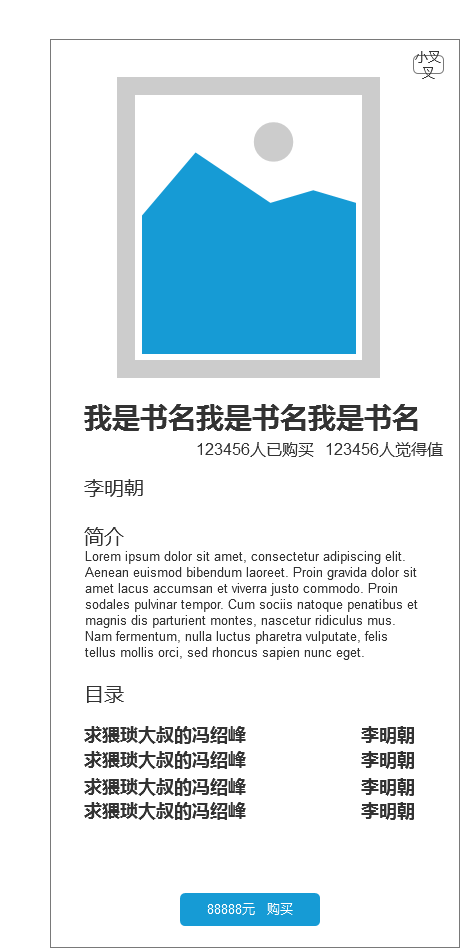 小叉
叉
我是书名我是书名我是书名
123456人已购买 123456人觉得值
李明朝
简介
Lorem ipsum dolor sit amet, consectetur adipiscing elit.
Aenean euismod bibendum laoreet. Proin gravida dolor sit
amet lacus accumsan et viverra justo commodo. Proin
sodales pulvinar tempor. Cum sociis natoque penatibus et
magnis dis parturient montes, nascetur ridiculus mus.
Nam fermentum, nulla luctus pharetra vulputate, felis
tellus mollis orci, sed rhoncus sapien nunc eget.
目录
求猥琐大叔的冯绍峰 李明朝
求猥琐大叔的冯绍峰 李明朝
求猥琐大叔的冯绍峰 李明朝
求猥琐大叔的冯绍峰 李明朝
88888元 购买